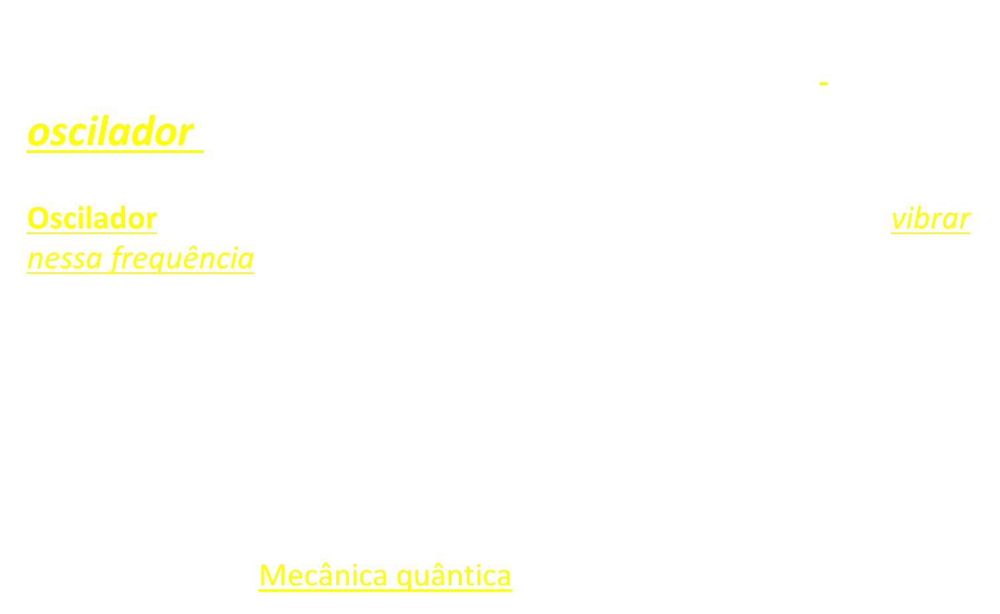 -
oscilador
Oscilador vibrar
nessa frequência
Mecânica quântica